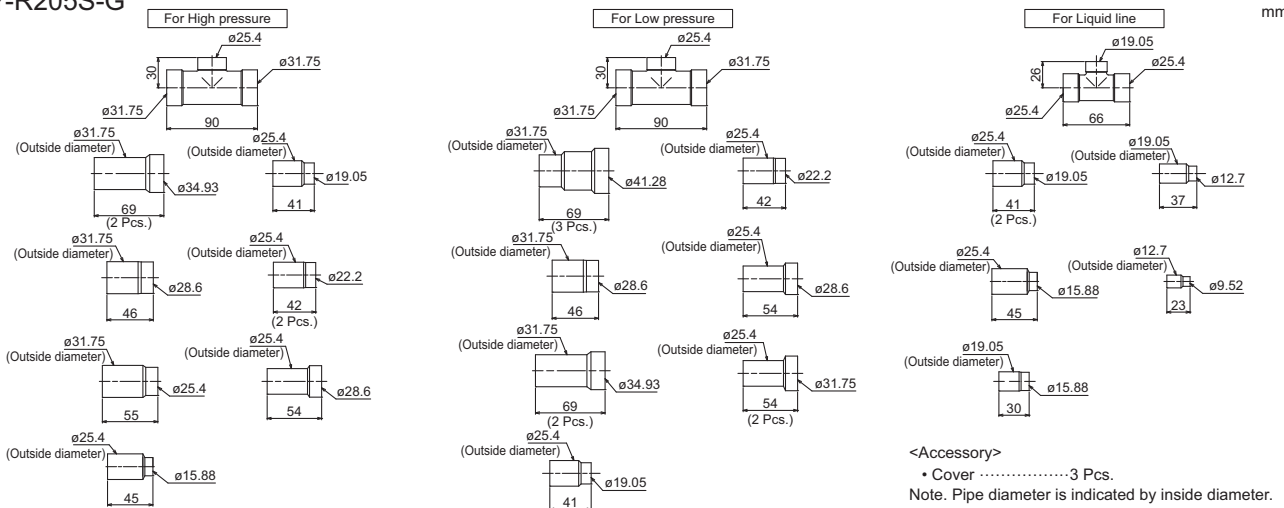 -R205S-G
mm
For High pressure
ø25.4
30
ø31.75
ø31.75
90
ø31.75
(Outside diameter)
ø34.93
69
(2 Pcs.)
ø25.4
(Outside diameter)
ø19.05
41
ø31.75
(Outside diameter)
ø28.6
46
ø25.4
(Outside diameter)
ø22.2
42
(2 Pcs.)
ø31.75
(Outside diameter)
ø25.4
55
ø25.4
(Outside diameter)
ø28.6
54
ø25.4
(Outside diameter)
ø15.88
45
For Low pressure
ø25.4
30
ø31.75
ø31.75
90
ø31.75
(Outside diameter)
ø41.28
69
(3 Pcs.)
ø25.4
(Outside diameter)
ø22.2
42
ø31.75
(Outside diameter)
ø28.6
46
ø25.4
(Outside diameter)
ø28.6
54
ø31.75
(Outside diameter)
ø34.93
69
(2 Pcs.)
ø25.4
(Outside diameter)
ø31.75
54
(2 Pcs.)
ø25.4
(Outside diameter)
ø19.05
41
For Liquid line
ø19.05
26
ø25.4
ø25.4
66
ø25.4
(Outside diameter)
ø19.05
41
(2 Pcs.)
ø19.05
(Outside diameter)
ø12.7
37
ø25.4
(Outside diameter)
ø15.88
45
ø12.7
(Outside diameter)
ø9.52
23
ø19.05
(Outside diameter)
ø15.88
30
<Accessory>
• Cover ·················3 Pcs.
Note. Pipe diameter is indicated by inside diameter.